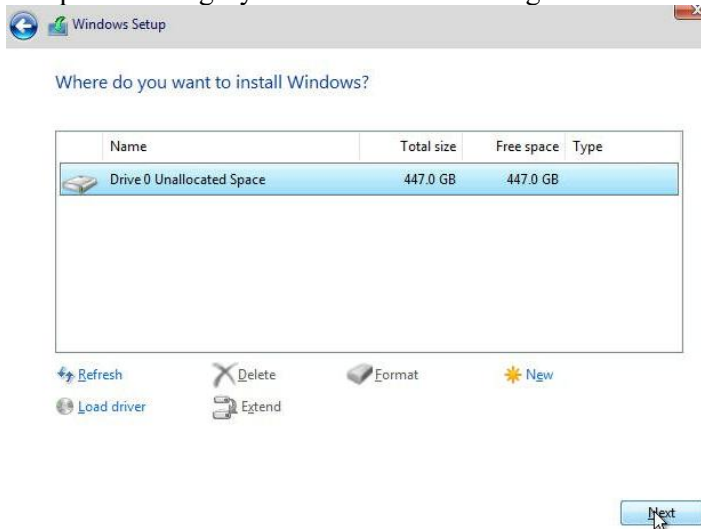 Windows Setup
Where do you want to install Windows?
Name Total size Free space Type
Drive 0 Unallocated Space 447.0 GB 447.0 GB
Refresh Delete Format New
Load driver Extend
Next